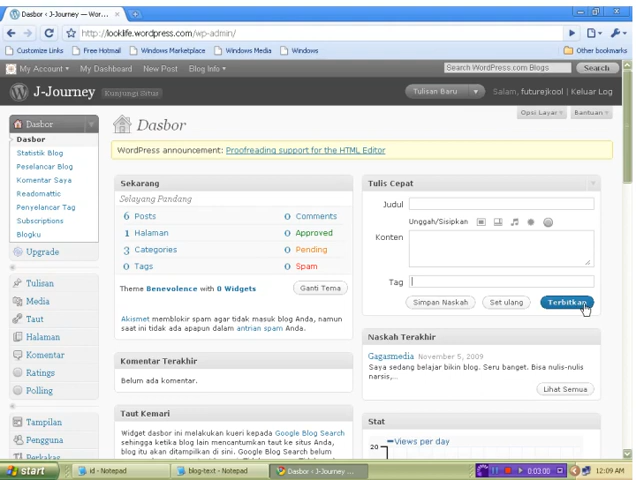 Dasbor ‹ J-Journey — Wor...
http://looklife.wordpress.com/wp-admin/
Customize Links
Free Hotmail
Windows Marketplace
Windows Media
Windows
Other bookmarks
My Account
My Dashboard
New Post
Blog Info
Search WordPress.com Blogs
Search
J-Journey
Kunjungi Situr
Tulisan Baru
Salam, futurejkool | Keluar Log
Opsi Layar
Bantuan
Dasbor
Dasbor
Statistik Blog
Peselancar Blog
Komentar Saya
Readomattic
Penyelancar Tag
Subscriptions
Blogku
Upgrade
Tulisan
Media
Taut
Halaman
Komentar
Ratings
Polling
Tampilan
Pengguna
Perkakas
Dasbor
WordPress announcement: Proofreading support for the HTML Editor
Sekarang
Selayang Pandang
6 Posts
0 Comments
1 Halaman
0 Approved
3 Categories
0 Pending
0 Tags
0 Spam
Theme Benevolence with 0 Widgets
Ganti Tema
Akismet memblokir spam agar tidak masuk blog Anda, namun
saat ini tidak ada apapun dalam antrian spam Anda.
Komentar Terakhir
Belum ada komentar.
Taut Kemari
Widget dasbor ini melakukan kueri kepada Google Blog Search
sehingga ketika blog lain mencantumkan taut ke situs Anda,
blog itu akan ditampilkan di sini. Mereka belum menemukan
Tulis Cepat
Judul
Unggah/Sisipkan
Konten
Tag
Simpan Naskah
Set ulang
Terbitkan
Naskah Terakhir
Gagasmedia November 5, 2009
Saya sedang belajar bikin blog. Seru banget. Bisa nulis-nulis
narsis,...
Lihat Semua
Stat
20
Views per day
start
id - Notepad
blog-text - Notepad
Dasbor ‹ J-Journey ...
0:03:00
12:09 AM